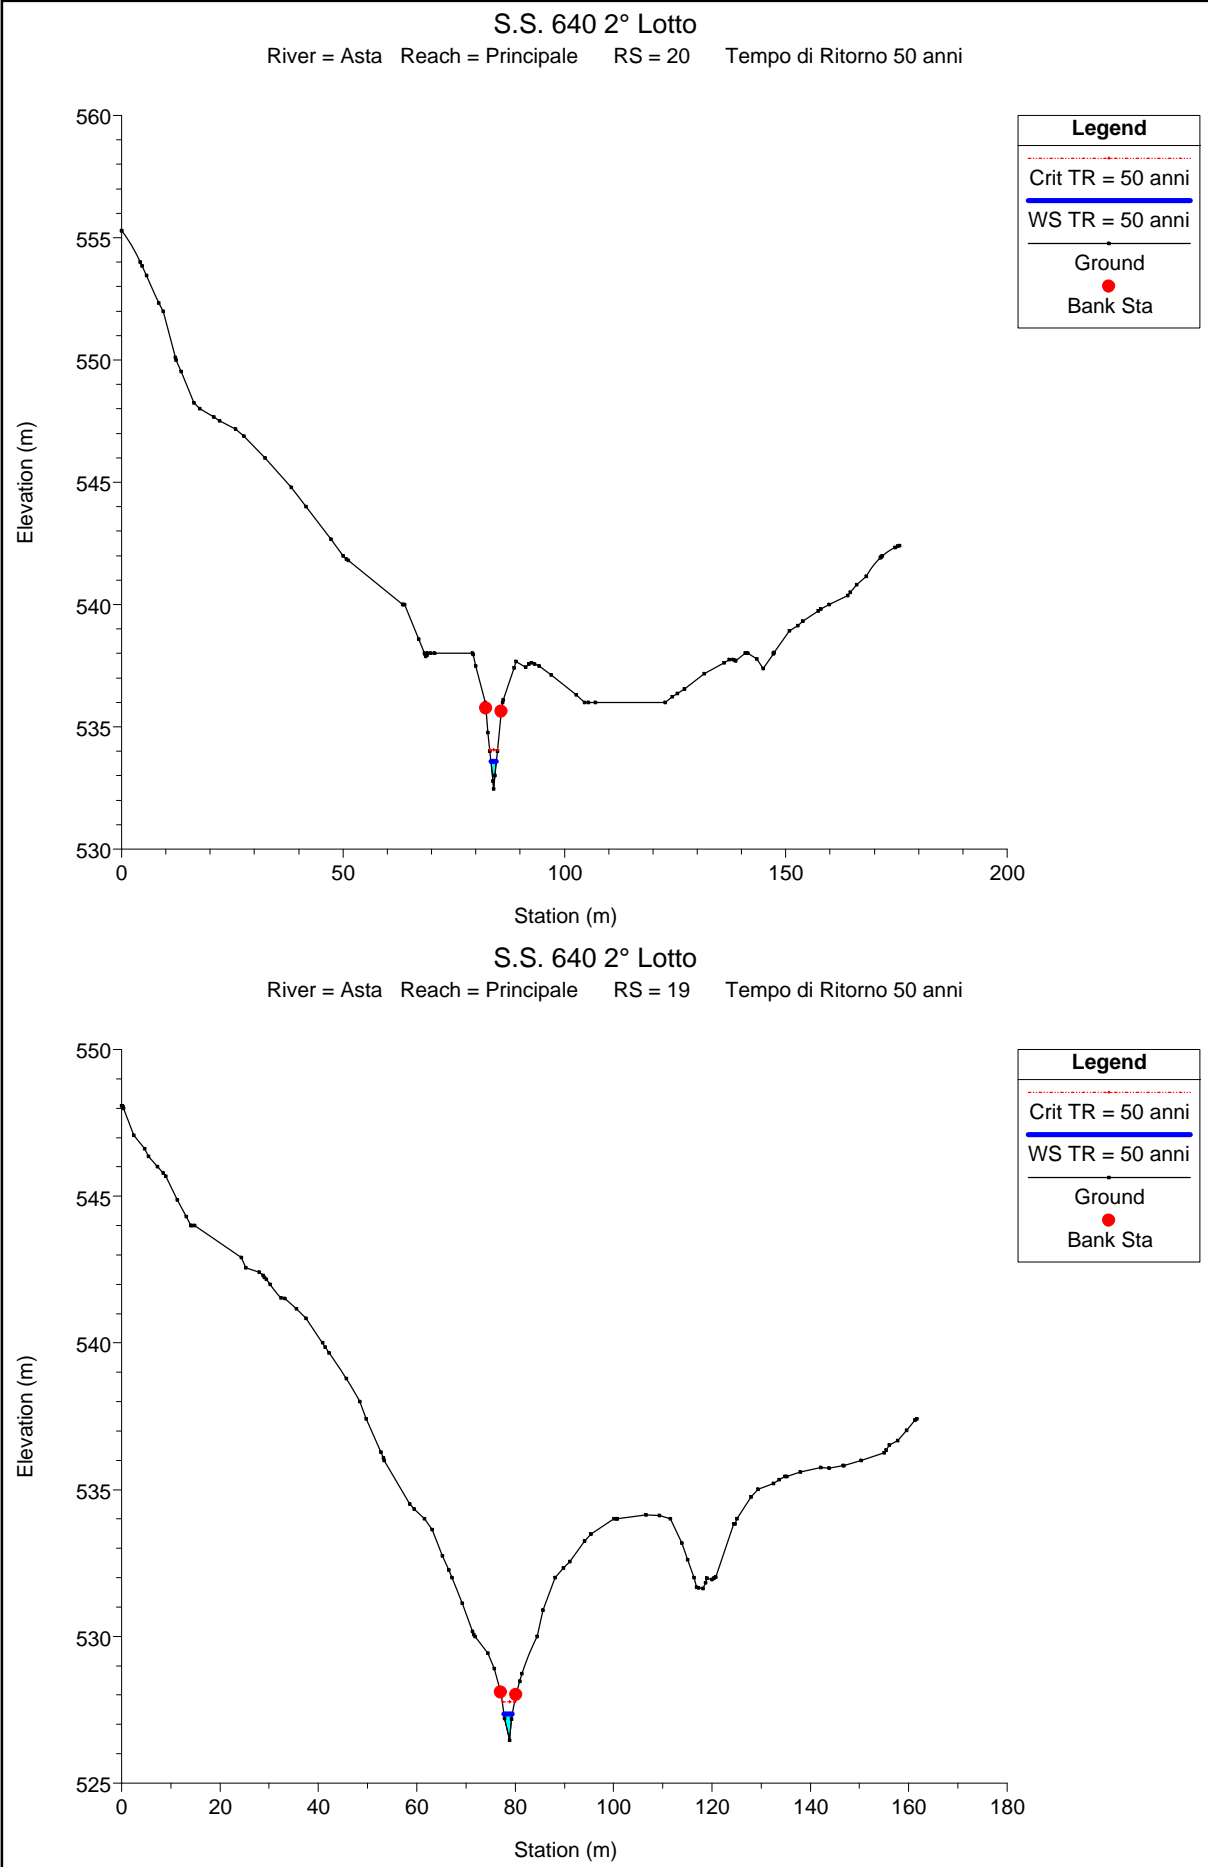 S.S. 640 2° Lotto
River = Asta Reach = Principale RS = 20 Tempo di Ritorno 50 anni
Legend
Crit TR = 50 anni
WS TR = 50 anni
Ground
Bank Sta
Elevation (m)
560
555
550
545
540
535
530
0 50 100 150 200
Station (m)
S.S. 640 2° Lotto
River = Asta Reach = Principale RS = 19 Tempo di Ritorno 50 anni
Legend
Crit TR = 50 anni
WS TR = 50 anni
Ground
Bank Sta
Elevation (m)
550
545
540
535
530
525
0 20 40 60 80 100 120 140 160 180
Station (m)